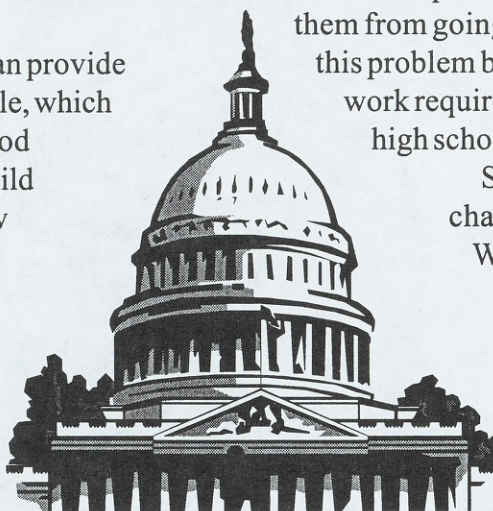 an provide
le, which
od
ild
them from going
this problem b
work requir
high scho
S
cha
W